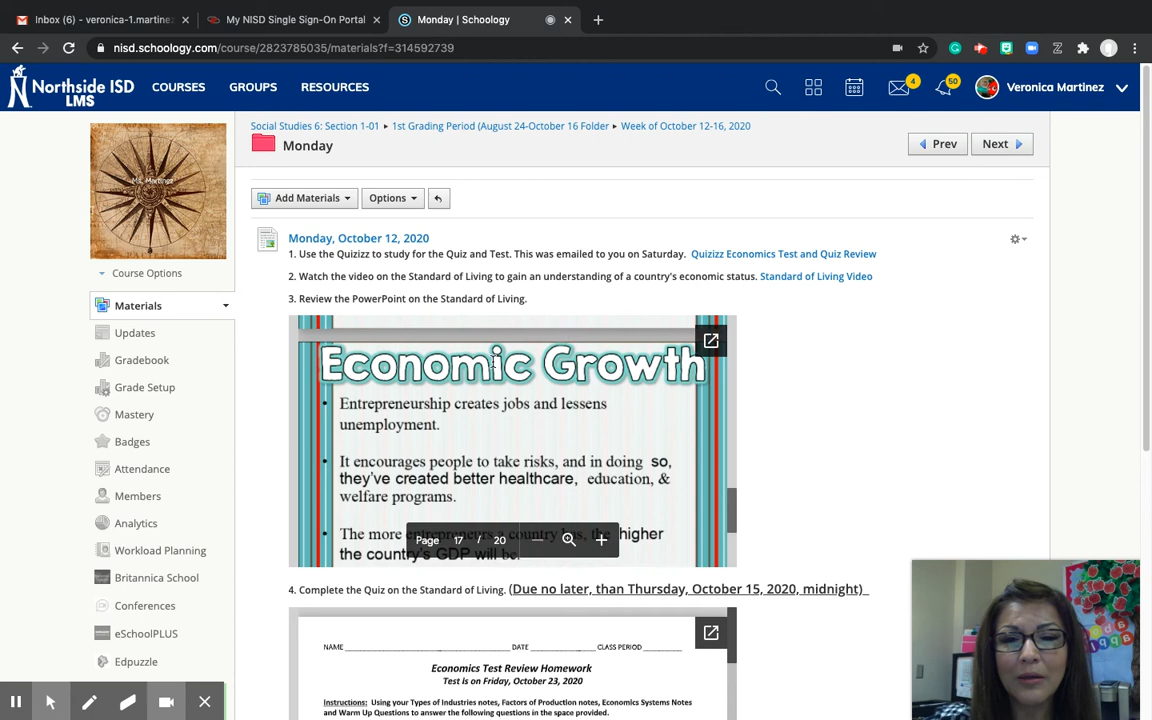 Inbox (6) - veronica-1.martinez
My NISD Single Sign-On Portal
Monday | Schoology
nisd.schoology.com/course/2823785035/materials?f=314592739
Northside ISD
LMS
COURSES
GROUPS
RESOURCES
4
50
Veronica Martinez
Ms. Martinez
Course Options
Materials
Updates
Gradebook
Grade Setup
Mastery
Badges
Attendance
Members
Analytics
Workload Planning
Britannica School
Conferences
eSchoolPLUS
Edpuzzle
Social Studies 6: Section 1-01 ▸ 1st Grading Period (August 24-October 16 Folder ▸ Week of October 12-16, 2020
Monday
Prev
Next
Add Materials
Options
Monday, October 12, 2020
1. Use the Quizizz to study for the Quiz and Test. This was emailed to you on Saturday. Quizizz Economics Test and Quiz Review
2. Watch the video on the Standard of Living to gain an understanding of a country's economic status. Standard of Living Video
3. Review the PowerPoint on the Standard of Living.
Economic Growth
• Entrepreneurship creates jobs and lessens
unemployment.
• It encourages people to take risks, and in doing so,
they've created better healthcare, education, &
welfare programs.
• The more entrepreneurs a country has, the higher
the country's GDP will be.
Page 17 / 20
4. Complete the Quiz on the Standard of Living. (Due no later, than Thursday, October 15, 2020, midnight)
NAME DATE CLASS PERIOD
Economics Test Review Homework
Test Is on Friday, October 23, 2020
Instructions: Using your Types of Industries notes, Factors of Production notes, Economics Systems Notes
and Warm Up Questions to answer the following questions in the space provided.